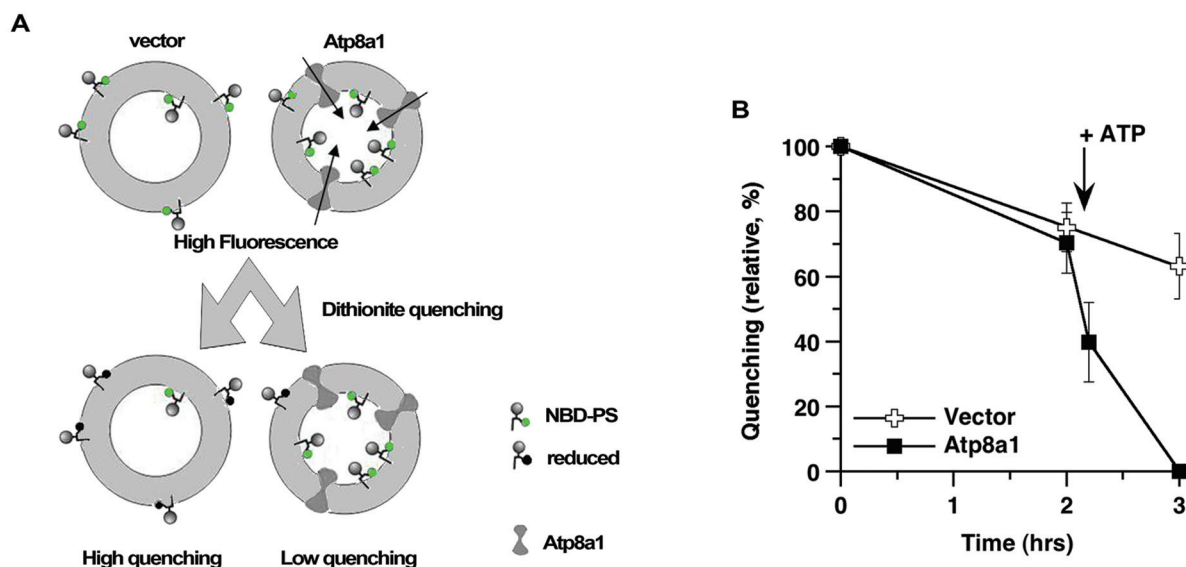 A
vector
Atp8a1
High Fluorescence
Dithionite quenching
NBD-PS
reduced
Atp8a1
High quenching
Low quenching
B
+ ATP
Quenching (relative, %)
100
80
60
40
20
0
Vector
Atp8a1
0
1
2
3
Time (hrs)